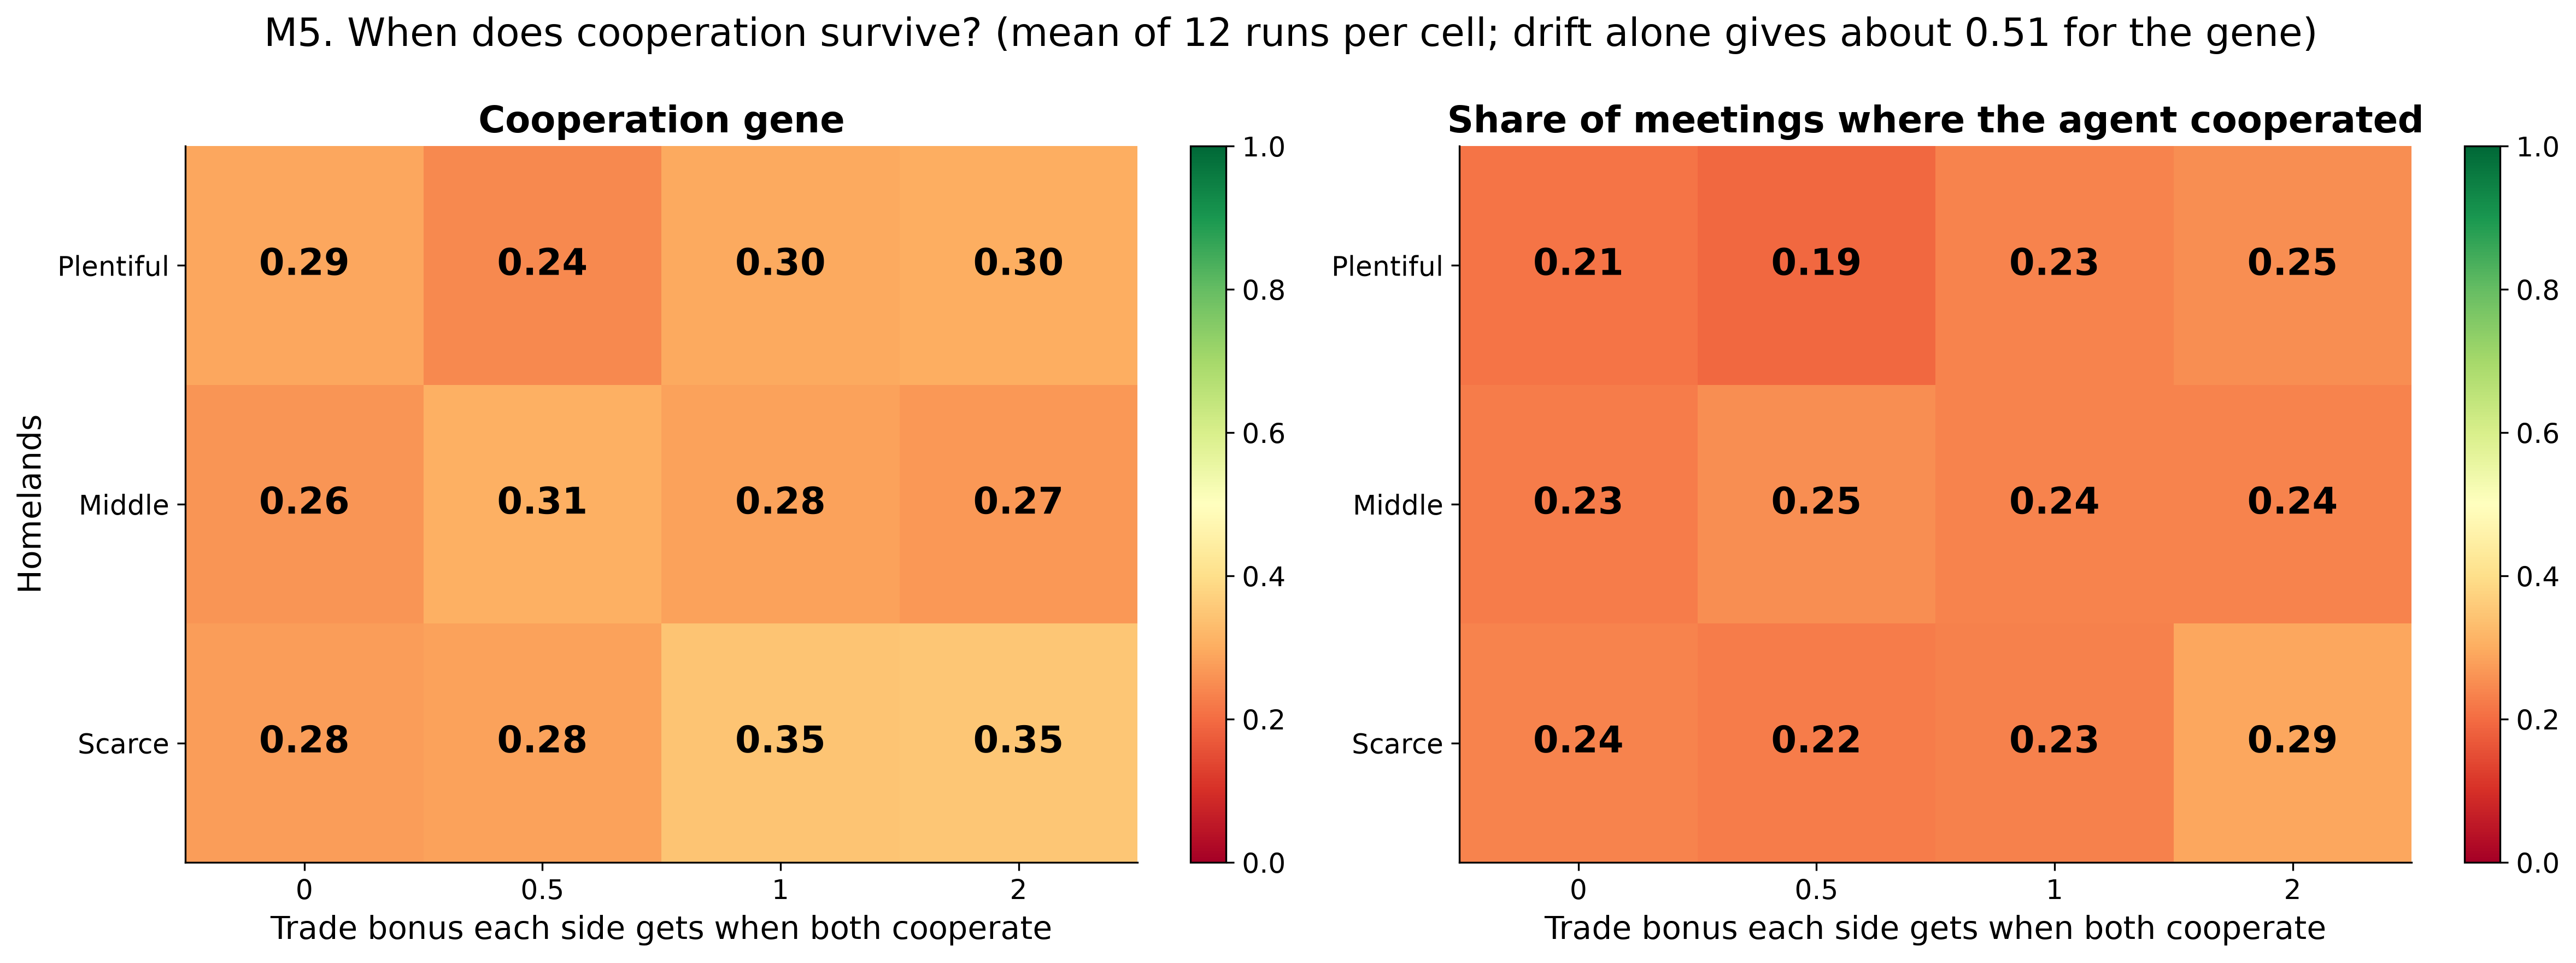 M5. When does cooperation survive? (mean of 12 runs per cell; drift alone gives about 0.51 for the gene)
Cooperation gene
Homelands
Plentiful
Middle
Scarce
0.29 0.24 0.30 0.30
0.26 0.31 0.28 0.27
0.28 0.28 0.35 0.35
0 0.5 1 2
Trade bonus each side gets when both cooperate
1.0
0.8
0.6
0.4
0.2
0.0
Share of meetings where the agent cooperated
Plentiful
Middle
Scarce
0.21 0.19 0.23 0.25
0.23 0.25 0.24 0.24
0.24 0.22 0.23 0.29
0 0.5 1 2
Trade bonus each side gets when both cooperate
1.0
0.8
0.6
0.4
0.2
0.0